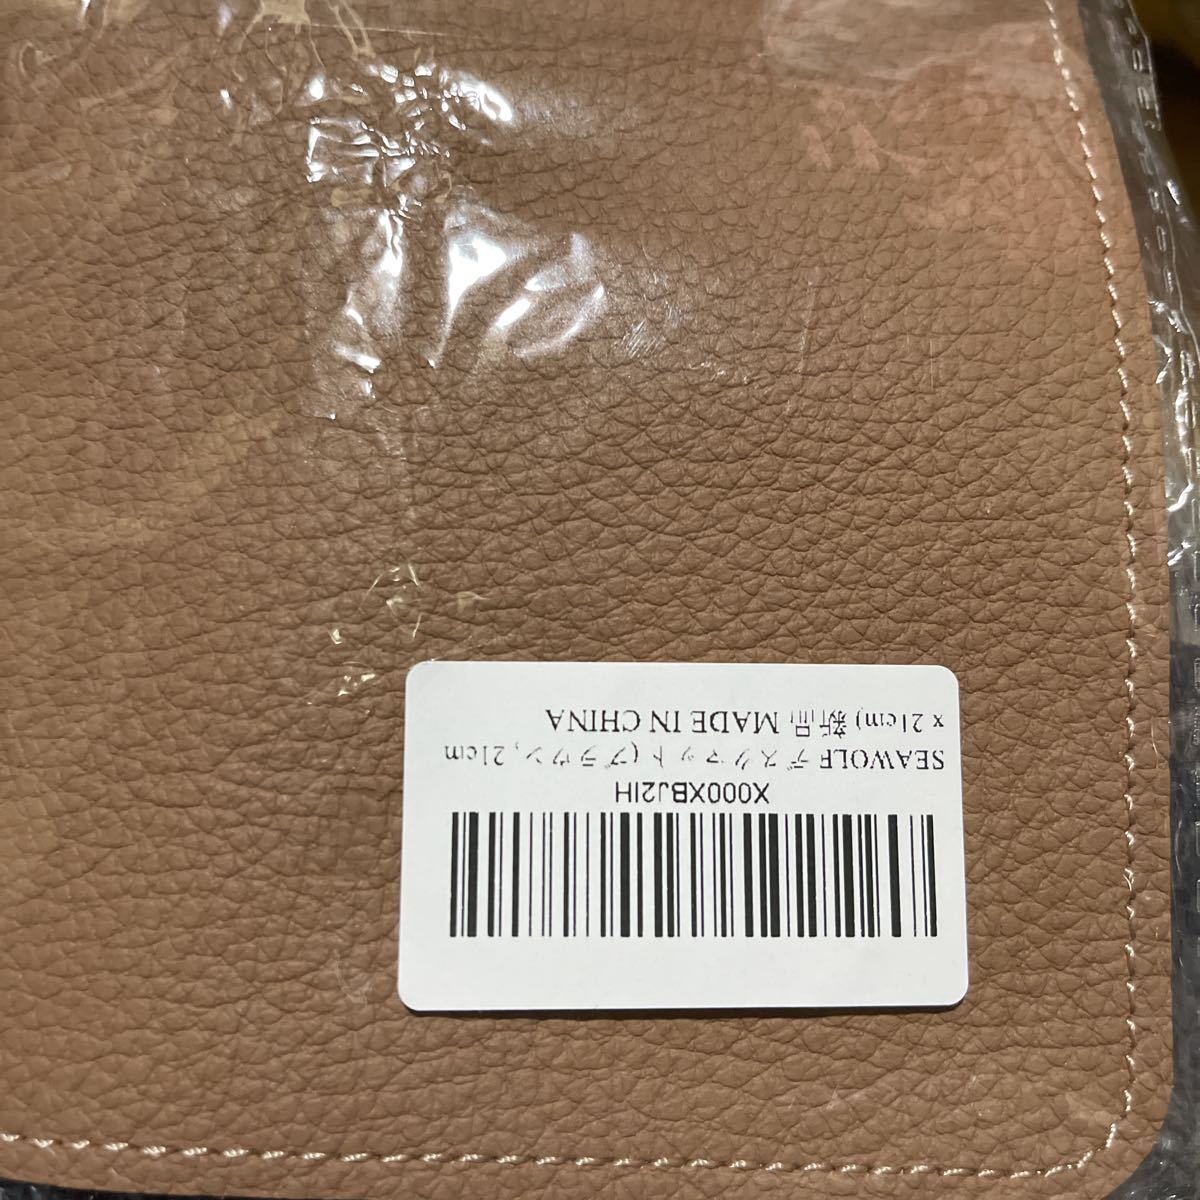 X000XBJ2IH
SEAWOLF デスクマット (ブラウン, 21cm
x 21cm) 新品 MADE IN CHINA